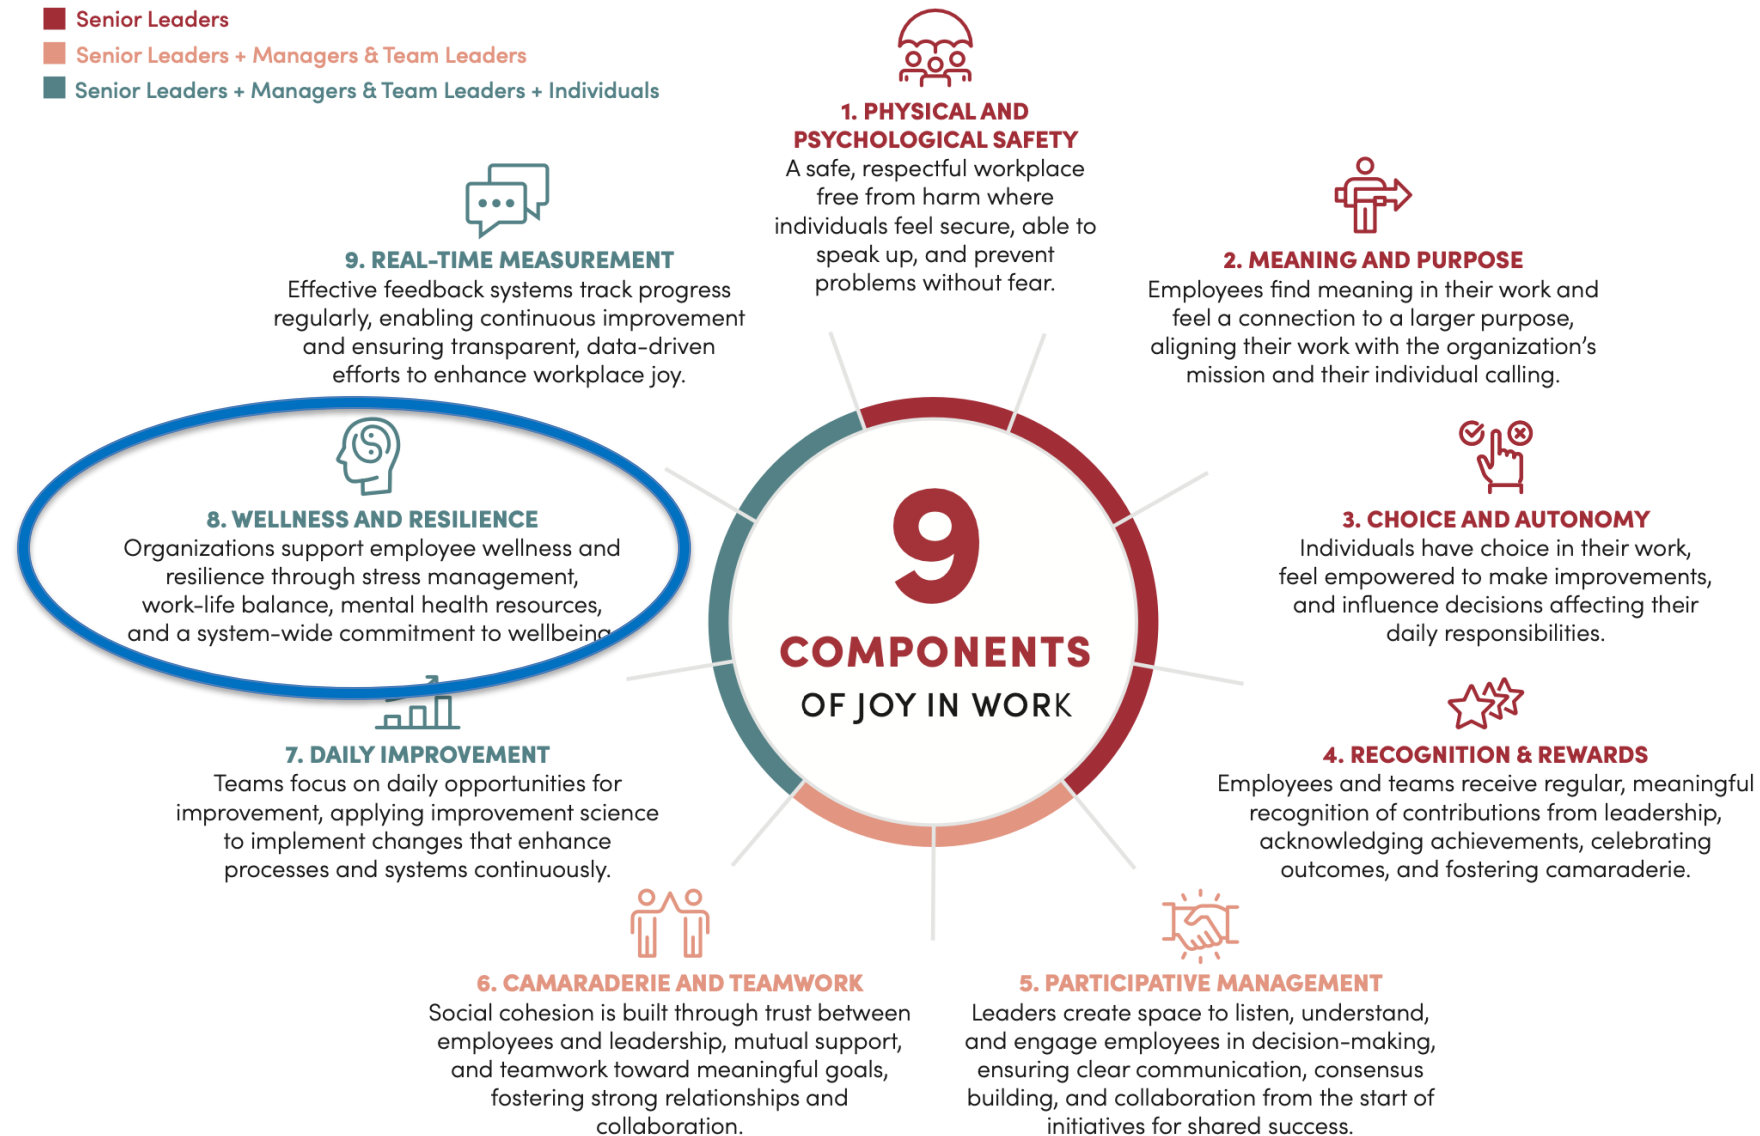 Senior Leaders
Senior Leaders + Managers & Team Leaders
Senior Leaders + Managers & Team Leaders + Individuals
1. PHYSICAL AND
PSYCHOLOGICAL SAFETY
A safe, respectful workplace
free from harm where
individuals feel secure, able to
speak up, and prevent
problems without fear.
2. MEANING AND PURPOSE
Employees find meaning in their work and
feel a connection to a larger purpose,
aligning their work with the organization's
mission and their individual calling.
3. CHOICE AND AUTONOMY
Individuals have choice in their work,
feel empowered to make improvements,
and influence decisions affecting their
daily responsibilities.
4. RECOGNITION & REWARDS
Employees and teams receive regular, meaningful
recognition of contributions from leadership,
acknowledging achievements, celebrating
outcomes, and fostering camaraderie.
5. PARTICIPATIVE MANAGEMENT
Leaders create space to listen, understand,
and engage employees in decision-making,
ensuring clear communication, consensus
building, and collaboration from the start of
initiatives for shared success.
6. CAMARADERIE AND TEAMWORK
Social cohesion is built through trust between
employees and leadership, mutual support,
and teamwork toward meaningful goals,
fostering strong relationships and
collaboration.
7. DAILY IMPROVEMENT
Teams focus on daily opportunities for
improvement, applying improvement science
to implement changes that enhance
processes and systems continuously.
8. WELLNESS AND RESILIENCE
Organizations support employee wellness and
resilience through stress management,
work-life balance, mental health resources,
and a system-wide commitment to wellbeing
9. REAL-TIME MEASUREMENT
Effective feedback systems track progress
regularly, enabling continuous improvement
and ensuring transparent, data-driven
efforts to enhance workplace joy.
9
COMPONENTS
OF JOY IN WORK